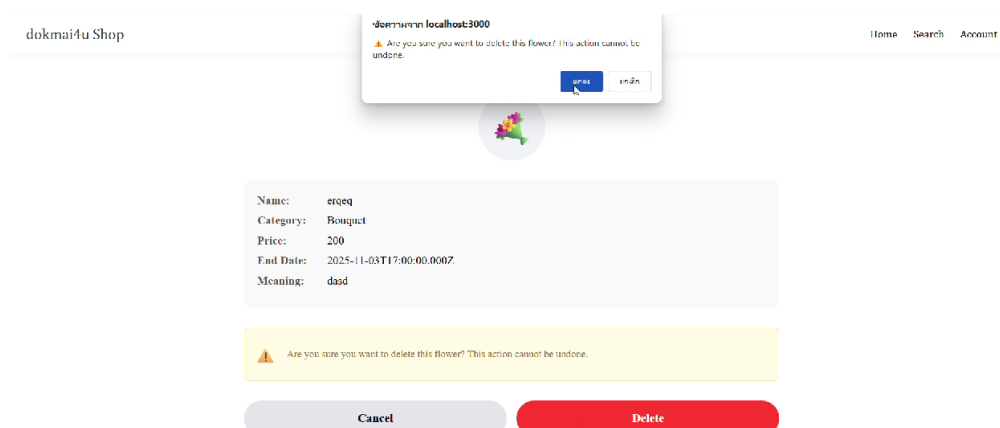 dokmai4u Shop
Home Search Account
ข้อความจาก localhost:3000
⚠️ Are you sure you want to delete this flower? This action cannot be
undone.
ตกลง ยกเลิก
Name: erqeq
Category: Bouquet
Price: 200
End Date: 2025-11-03T17:00:00.000Z
Meaning: dasd
⚠️ Are you sure you want to delete this flower? This action cannot be undone.
Cancel Delete